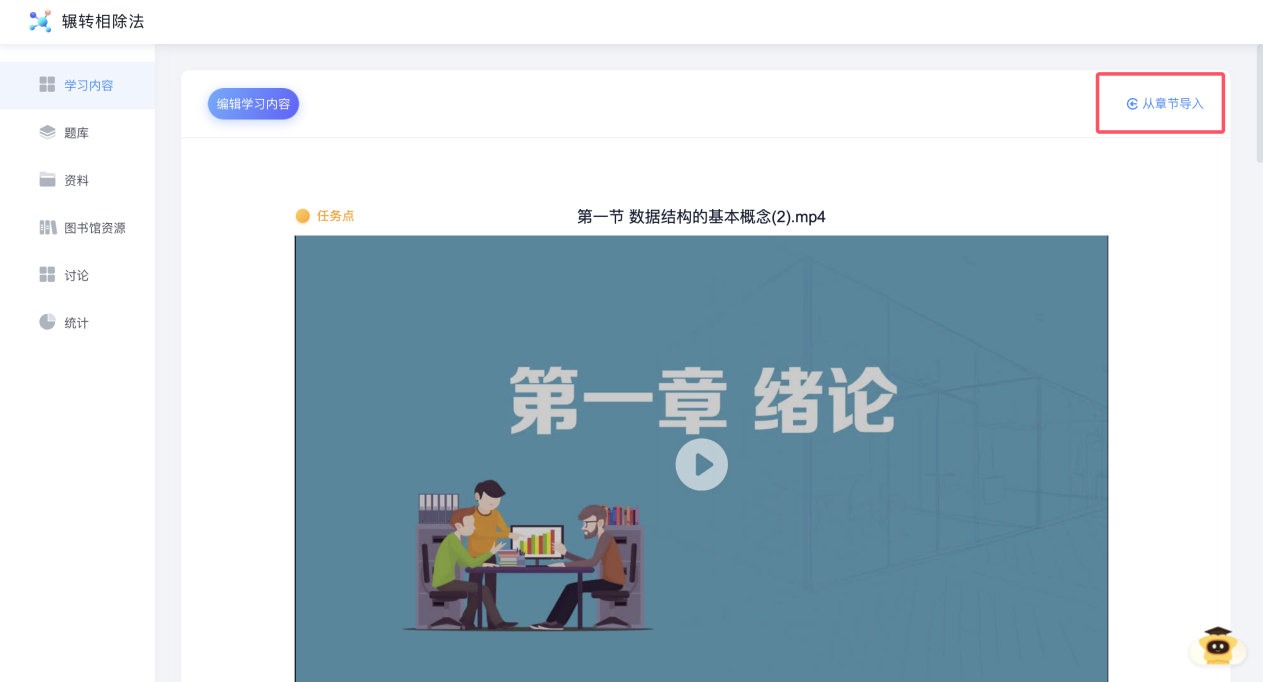 辗转相除法
学习内容
题库
资料
图书馆资源
讨论
统计
编辑学习内容
从章节导入
任务点
第一节 数据结构的基本概念(2).mp4
第一章 绪论